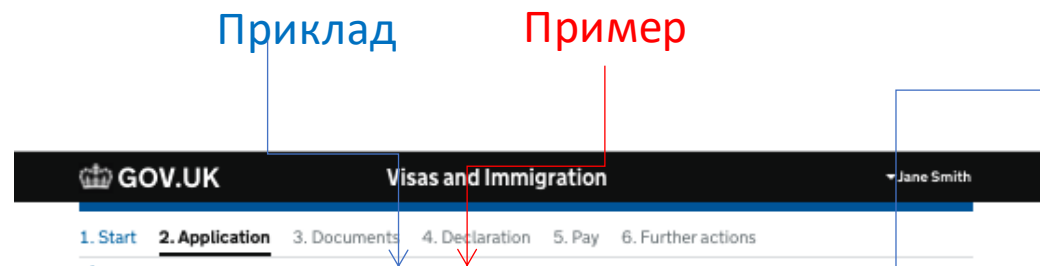 Приклад Пример
GOV.UK Visas and Immigration Jane Smith
1. Start 2. Application 3. Documents 4. Declaration 5. Pay 6. Further actions